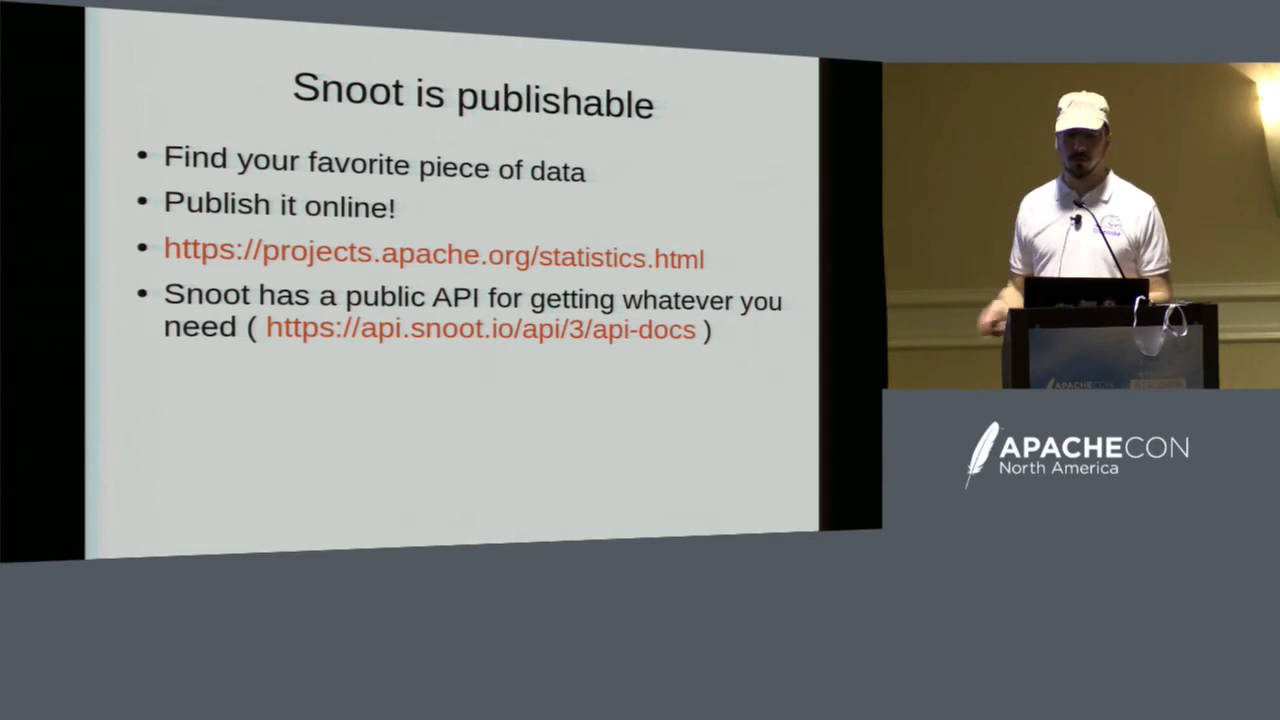 Snoot is publishable
• Find your favorite piece of data
• Publish it online!
• https://projects.apache.org/statistics.html
• Snoot has a public API for getting whatever you
need ( https://api.snoot.io/api/3/api-docs )
APACHECON
APACHECON
North America